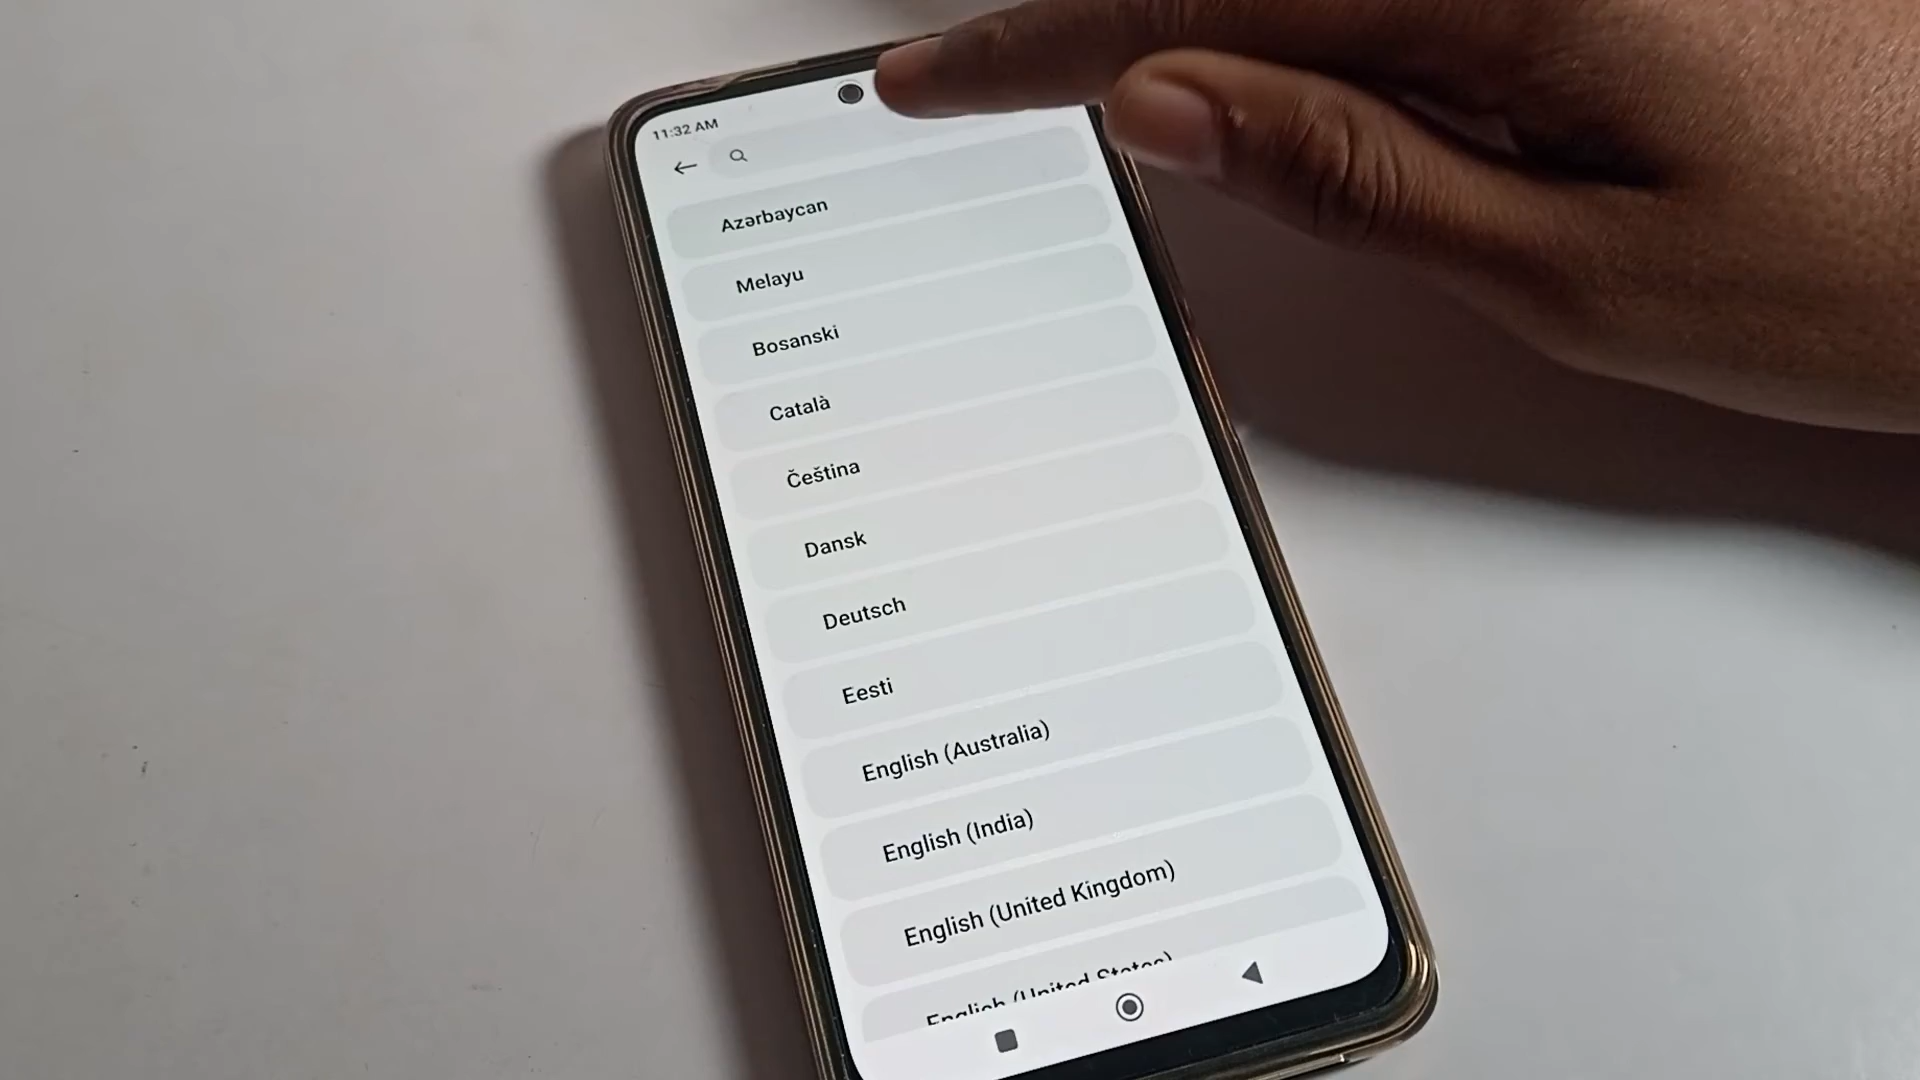 11:32 AM
Azərbaycan
Melayu
Bosanski
Català
Čeština
Dansk
Deutsch
Eesti
English (Australia)
English (India)
English (United Kingdom)
English (United States)